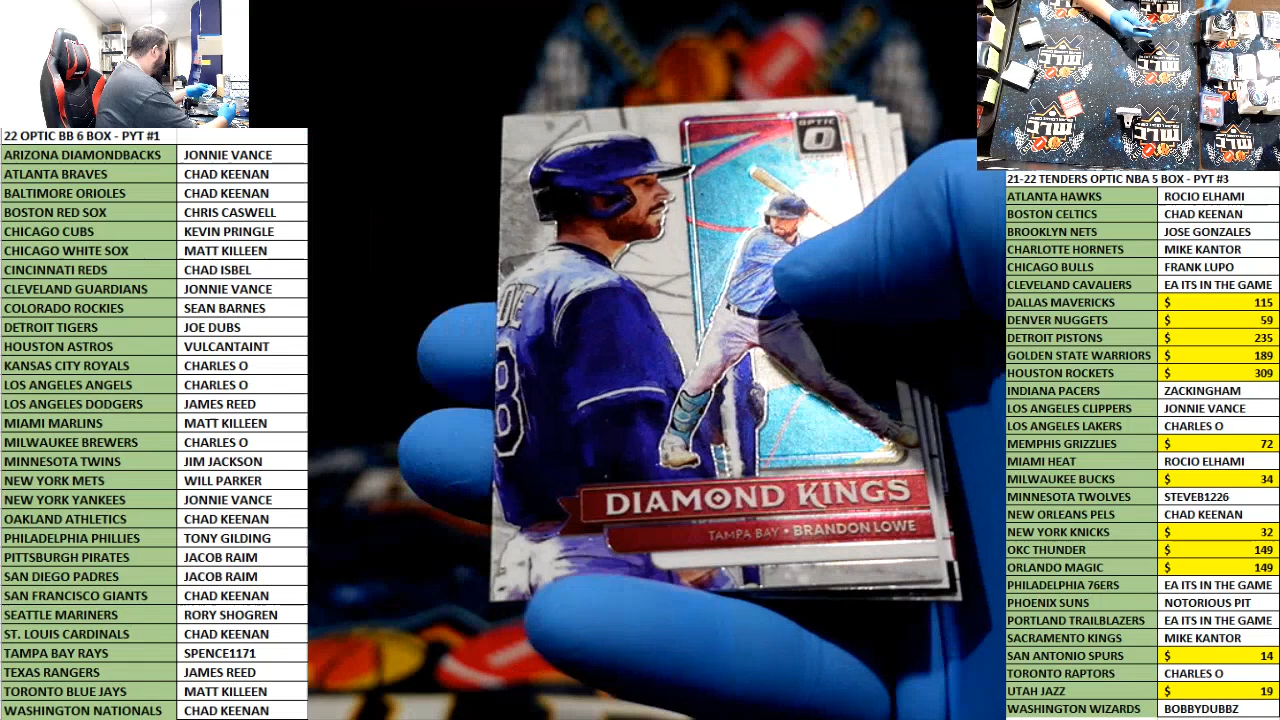 22 OPTIC BB 6 BOX - PYT #1
ARIZONA DIAMONDBACKS JONNIE VANCE
ATLANTA BRAVES CHAD KEENAN
BALTIMORE ORIOLES CHAD KEENAN
BOSTON RED SOX CHRIS CASWELL
CHICAGO CUBS KEVIN PRINGLE
CHICAGO WHITE SOX MATT KILLEEN
CINCINNATI REDS CHAD ISBEL
CLEVELAND GUARDIANS JONNIE VANCE
COLORADO ROCKIES SEAN BARNES
DETROIT TIGERS JOE DUBS
HOUSTON ASTROS VULCANTAINT
KANSAS CITY ROYALS CHARLES O
LOS ANGELES ANGELS CHARLES O
LOS ANGELES DODGERS JAMES REED
MIAMI MARLINS MATT KILLEEN
MILWAUKEE BREWERS CHARLES O
MINNESOTA TWINS JIM JACKSON
NEW YORK METS WILL PARKER
NEW YORK YANKEES JONNIE VANCE
OAKLAND ATHLETICS CHAD KEENAN
PHILADELPHIA PHILLIES TONY GILDING
PITTSBURGH PIRATES JACOB RAIM
SAN DIEGO PADRES JACOB RAIM
SAN FRANCISCO GIANTS CHAD KEENAN
SEATTLE MARINERS RORY SHOGREN
ST. LOUIS CARDINALS CHAD KEENAN
TAMPA BAY RAYS SPENCE1171
TEXAS RANGERS JAMES REED
TORONTO BLUE JAYS MATT KILLEEN
WASHINGTON NATIONALS CHAD KEENAN
OPTIC
O
8
DIAMOND KINGS
TAMPA BAY • BRANDON LOWE
21-22 TENDERS OPTIC NBA 5 BOX - PYT #3
ATLANTA HAWKS ROCIO ELHAMI
BOSTON CELTICS CHAD KEENAN
BROOKLYN NETS JOSE GONZALES
CHARLOTTE HORNETS MIKE KANTOR
CHICAGO BULLS FRANK LUPO
CLEVELAND CAVALIERS EA ITS IN THE GAME
DALLAS MAVERICKS $ 115
DENVER NUGGETS $ 59
DETROIT PISTONS $ 235
GOLDEN STATE WARRIORS $ 189
HOUSTON ROCKETS $ 309
INDIANA PACERS ZACKINGHAM
LOS ANGELES CLIPPERS JONNIE VANCE
LOS ANGELES LAKERS CHARLES O
MEMPHIS GRIZZLIES $ 72
MIAMI HEAT ROCIO ELHAMI
MILWAUKEE BUCKS $ 34
MINNESOTA TWOLVES STEVEB1226
NEW ORLEANS PELS CHAD KEENAN
NEW YORK KNICKS $ 32
OKC THUNDER $ 149
ORLANDO MAGIC $ 149
PHILADELPHIA 76ERS EA ITS IN THE GAME
PHOENIX SUNS NOTORIOUS PIT
PORTLAND TRAILBLAZERS EA ITS IN THE GAME
SACRAMENTO KINGS MIKE KANTOR
SAN ANTONIO SPURS $ 14
TORONTO RAPTORS CHARLES O
UTAH JAZZ $ 19
WASHINGTON WIZARDS BOBBYDUBBZ